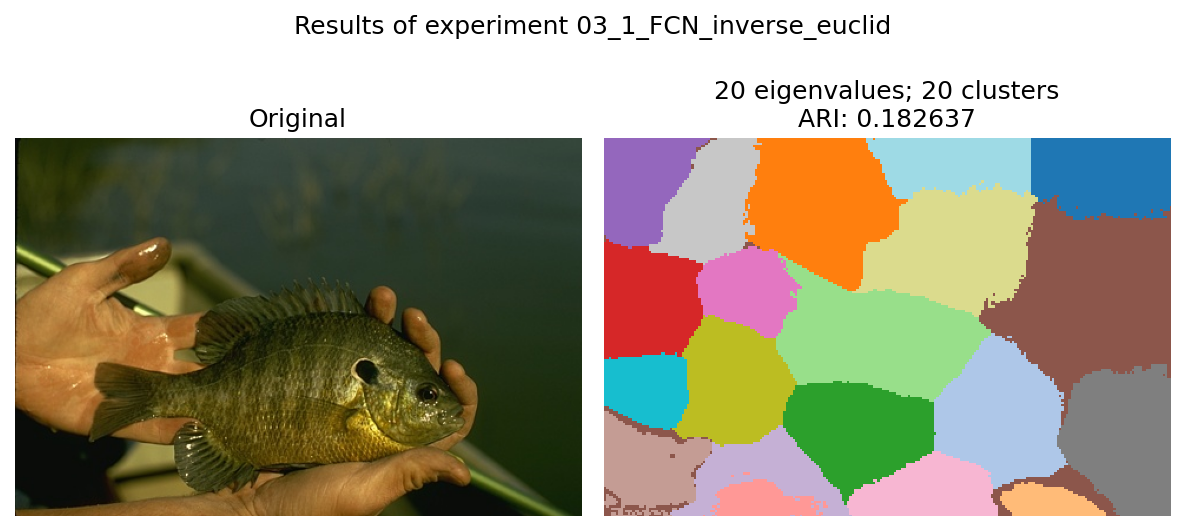 Results of experiment 03_1_FCN_inverse_euclid
Original
20 eigenvalues; 20 clusters
ARI: 0.182637